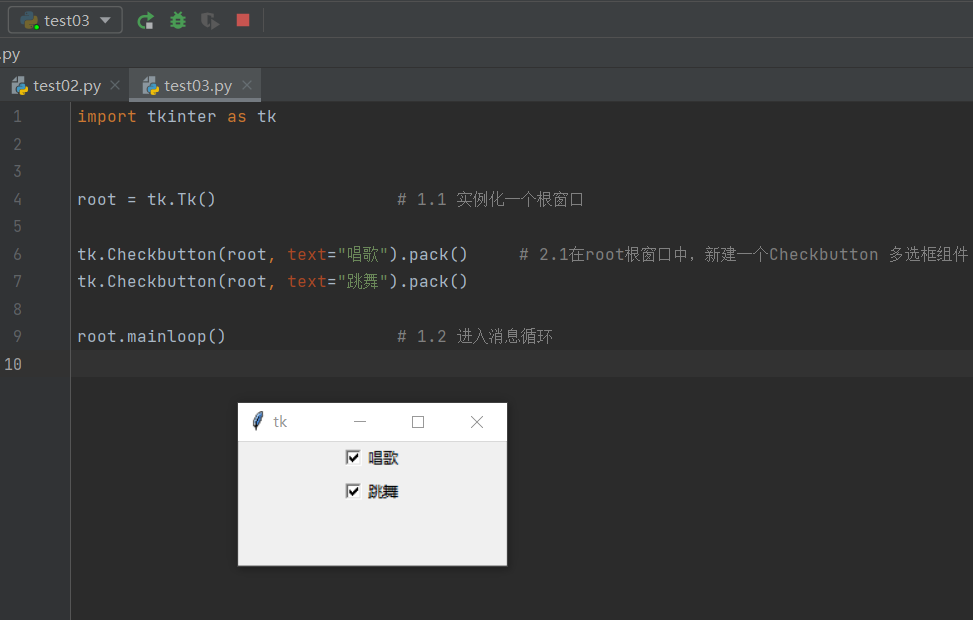 test03
.py
test02.py test03.py
1 import tkinter as tk
2
3
4 root = tk.Tk() # 1.1 实例化一个根窗口
5
6 tk.Checkbutton(root, text="唱歌").pack() # 2.1在root根窗口中，新建一个Checkbutton 多选框组件
7 tk.Checkbutton(root, text="跳舞").pack()
8
9 root.mainloop() # 1.2 进入消息循环
10
tk
唱歌
跳舞